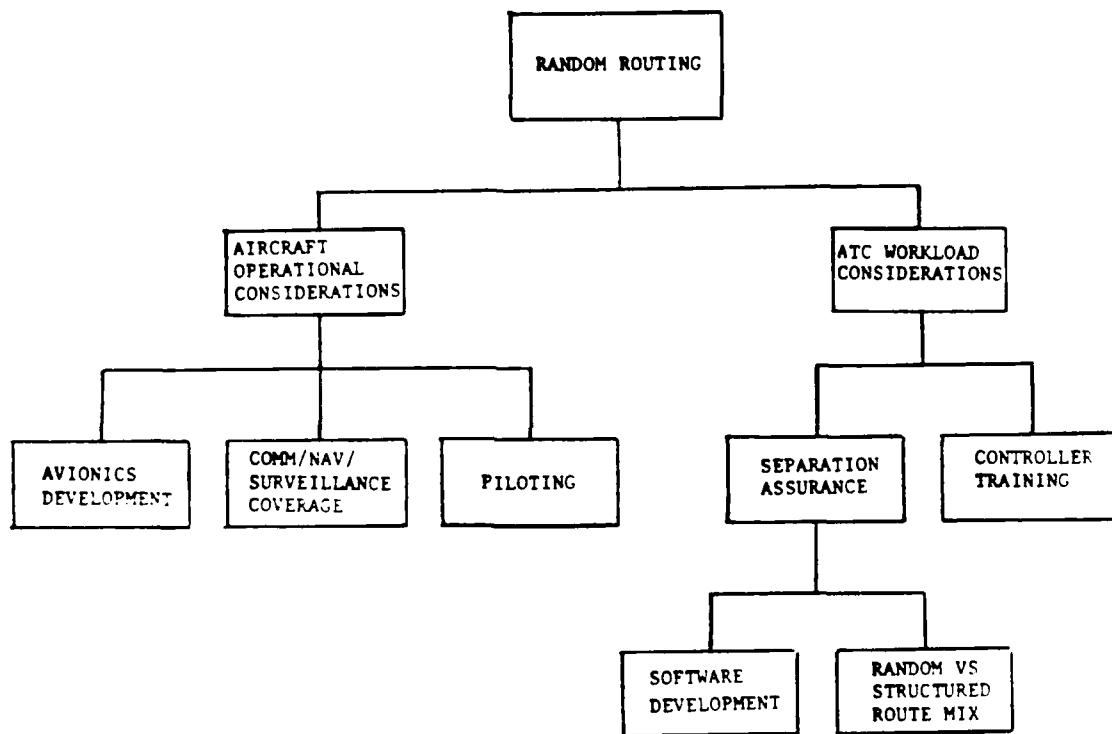 RANDOM ROUTING
AIRCRAFT
OPERATIONAL
CONSIDERATIONS
ATC WORKLOAD
CONSIDERATIONS
AVIONICS
DEVELOPMENT
COMM/NAV/
SURVEILLANCE
COVERAGE
PILOTING
SEPARATION
ASSURANCE
CONTROLLER
TRAINING
SOFTWARE
DEVELOPMENT
RANDOM VS
STRUCTURED
ROUTE MIX